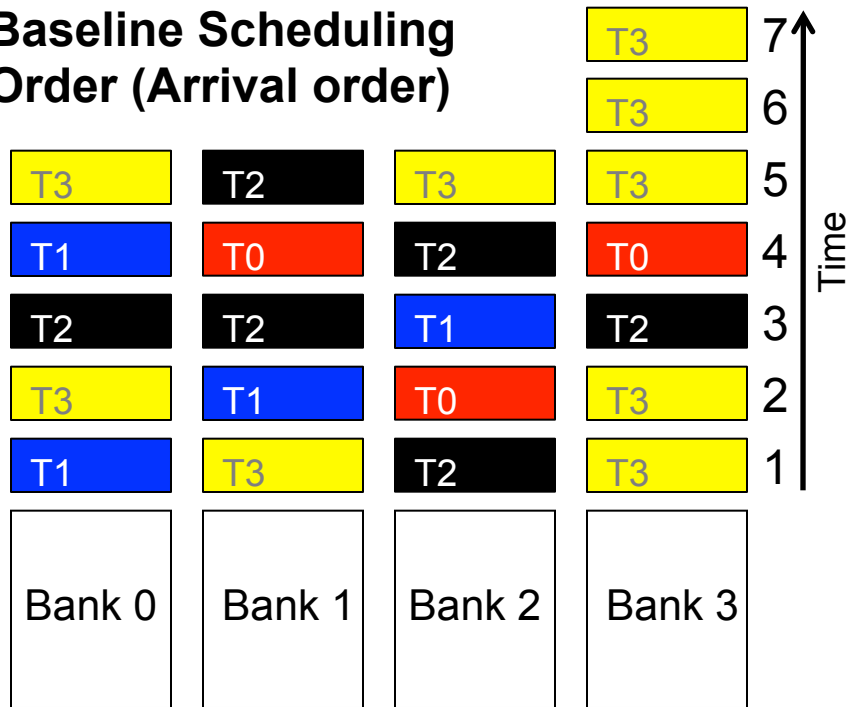 Baseline Scheduling
Order (Arrival order)
T3 7
T3 6
T3 T2 T3 T3 5
T1 T0 T2 T0 4
T2 T2 T1 T2 3
T3 T1 T0 T3 2
T1 T3 T2 T3 1
Time
Bank 0 Bank 1 Bank 2 Bank 3